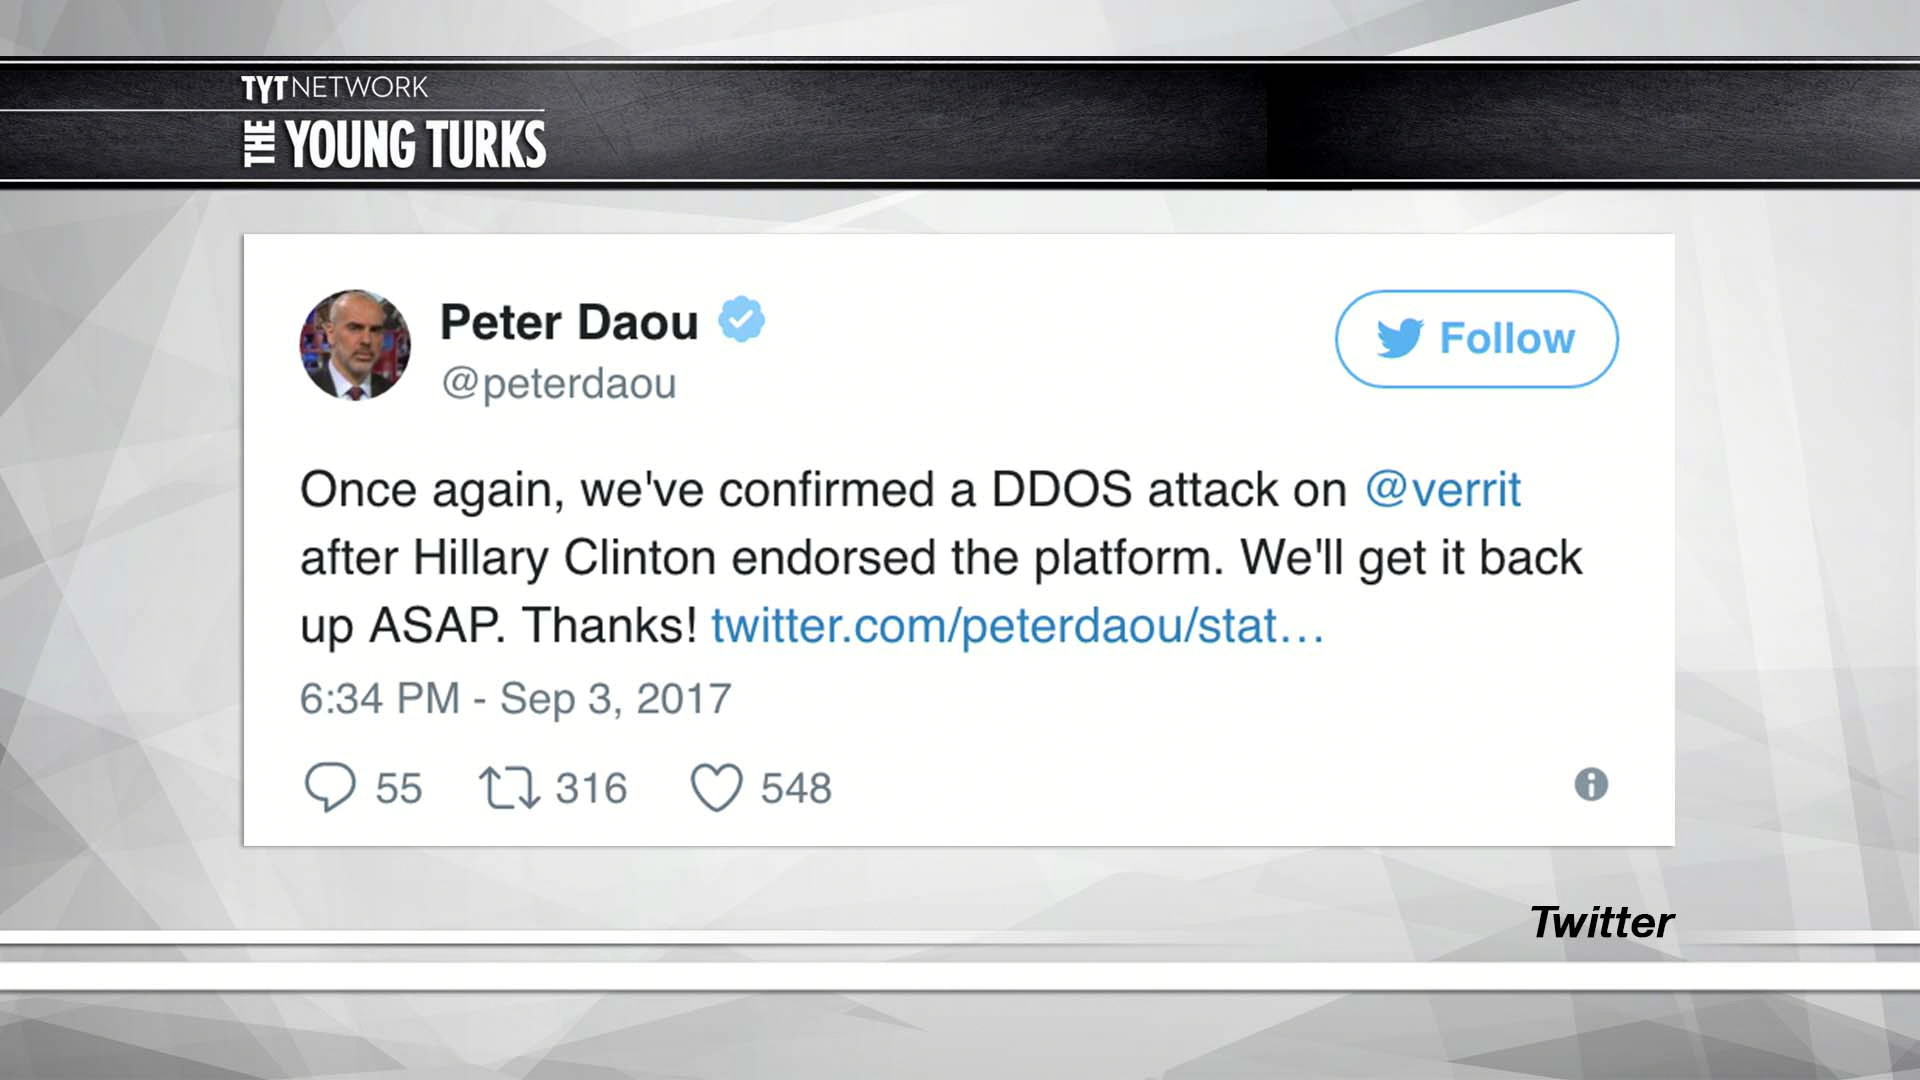 TYTNETWORK
THE YOUNG TURKS
Peter Daou
@peterdaou
Follow
Once again, we've confirmed a DDOS attack on @verrit
after Hillary Clinton endorsed the platform. We'll get it back
up ASAP. Thanks! twitter.com/peterdaou/stat…
6:34 PM - Sep 3, 2017
55 316 548
Twitter